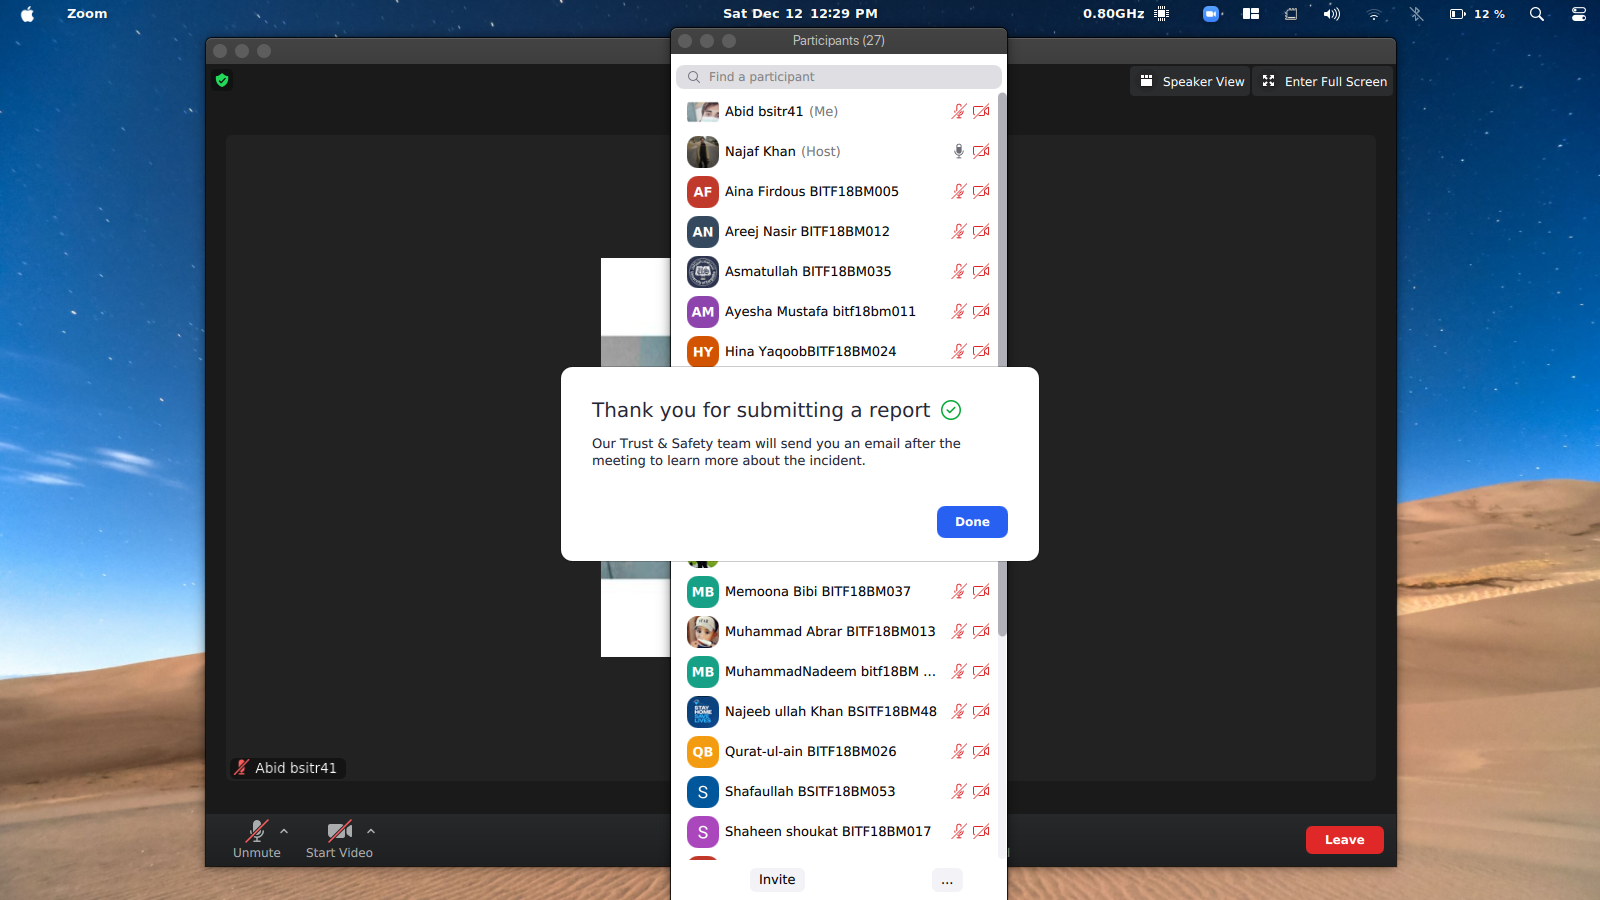 Zoom
Sat Dec 12 12:29 PM
0.80GHz
12 %
Participants (27)
Find a participant
Speaker View
Enter Full Screen
Abid bsitr41 (Me)
Najaf Khan (Host)
AF Aina Firdous BITF18BM005
AN Areej Nasir BITF18BM012
Asmatullah BITF18BM035
AM Ayesha Mustafa bitf18bm011
HY Hina YaqoobBITF18BM024
Thank you for submitting a report
Our Trust & Safety team will send you an email after the
meeting to learn more about the incident.
Done
MB Memoona Bibi BITF18BM037
Muhammad Abrar BITF18BM013
MB MuhammadNadeem bitf18BM ...
STAY
HOME
SAVE
LIVES
Najeeb ullah Khan BSITF18BM48
QB Qurat-ul-ain BITF18BM026
S Shafaullah BSITF18BM053
S Shaheen shoukat BITF18BM017
Abid bsitr41
Unmute
Start Video
Leave
Invite
...